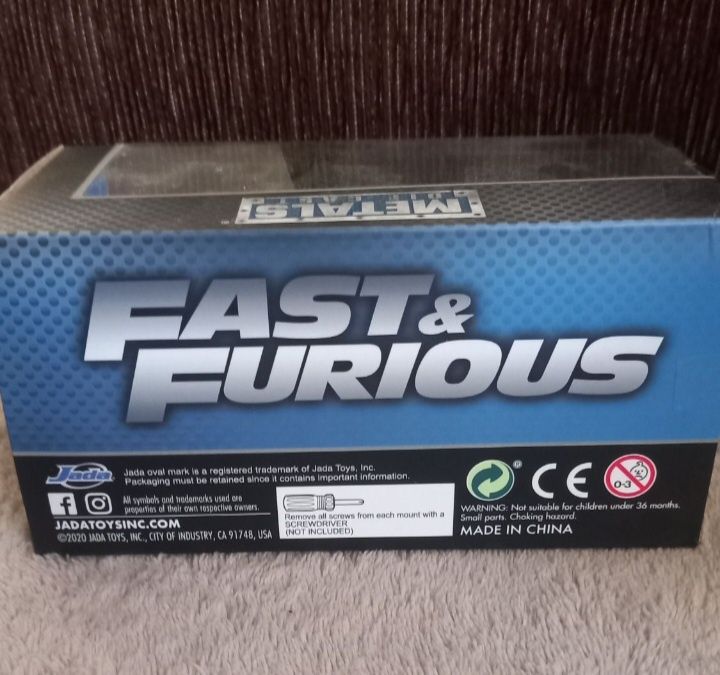 METALS
DIE CAST
FAST &
FURIOUS
Jada
Jada oval mark is a registered trademark of Jada Toys, Inc.
Packaging must be retained since it contains important information.
All symbols and trademarks used are
properties of their own respective owners.
JADATOYSINC.COM
©2020 JADA TOYS, INC., CITY OF INDUSTRY, CA 91748, USA
Remove all screws from each mount with a
SCREWDRIVER
(NOT INCLUDED)
®
CE
0-3
WARNING: Not suitable for children under 36 months.
Small parts. Choking hazard.
MADE IN CHINA